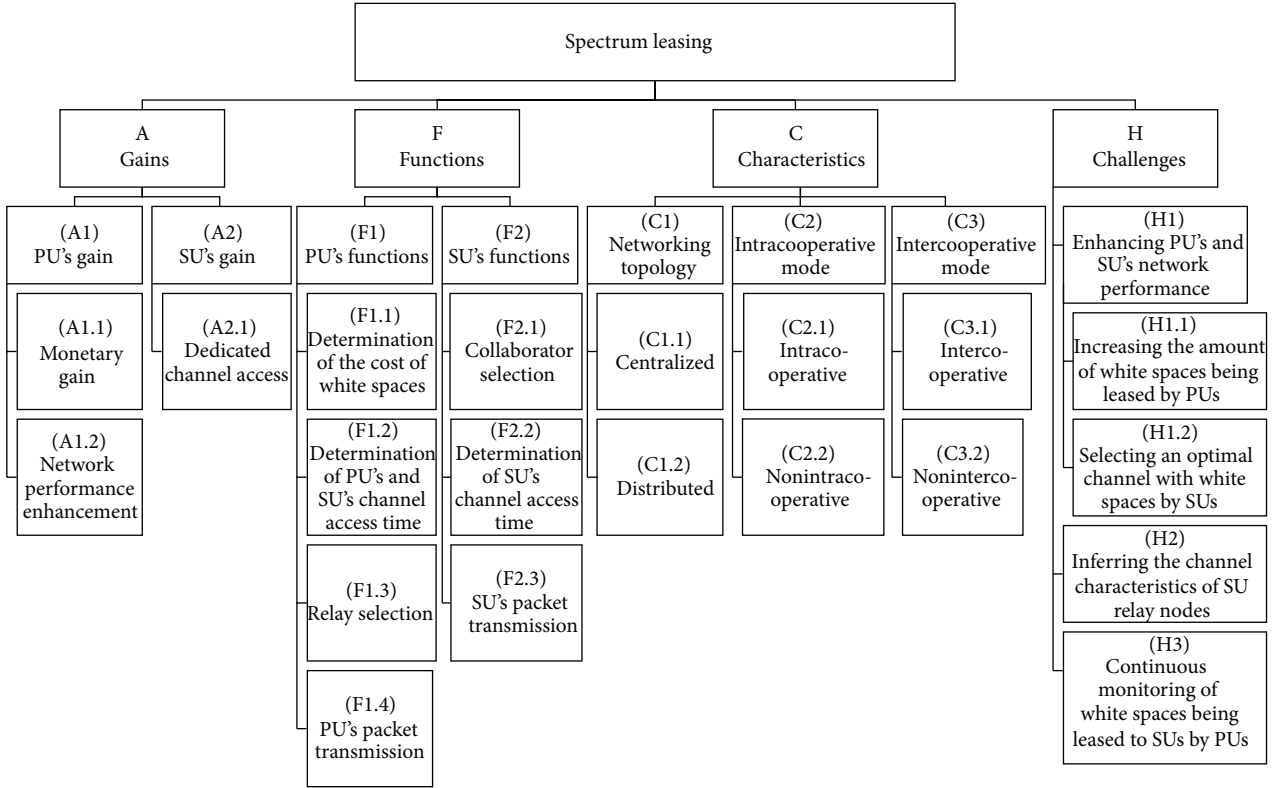 Spectrum leasing
A
Gains
F
Functions
C
Characteristics
H
Challenges
(A1)
PU’s gain
(A1.1)
Monetary
gain
(A1.2)
Network
performance
enhancement
(A2)
SU’s gain
(A2.1)
Dedicated
channel access
(F1)
PU’s functions
(F1.1)
Determination
of the cost of
white spaces
(F1.2)
Determination
of PU’s and
SU’s channel
access time
(F1.3)
Relay selection
(F1.4)
PU’s packet
transmission
(F2)
SU’s functions
(F2.1)
Collaborator
selection
(F2.2)
Determination
of SU’s
channel access
time
(F2.3)
SU’s packet
transmission
(C1)
Networking
topology
(C1.1)
Centralized
(C1.2)
Distributed
(C2)
Intracooperative
mode
(C2.1)
Intraco-
operative
(C2.2)
Nonintraco-
operative
(C3)
Intercooperative
mode
(C3.1)
Interco-
operative
(C3.2)
Noninterco-
operative
(H1)
Enhancing PU’s and
SU’s network
performance
(H1.1)
Increasing the amount
of white spaces being
leased by PUs
(H1.2)
Selecting an optimal
channel with white
spaces by SUs
(H2)
Inferring the channel
characteristics of SU
relay nodes
(H3)
Continuous
monitoring of
white spaces being
leased to SUs by PUs